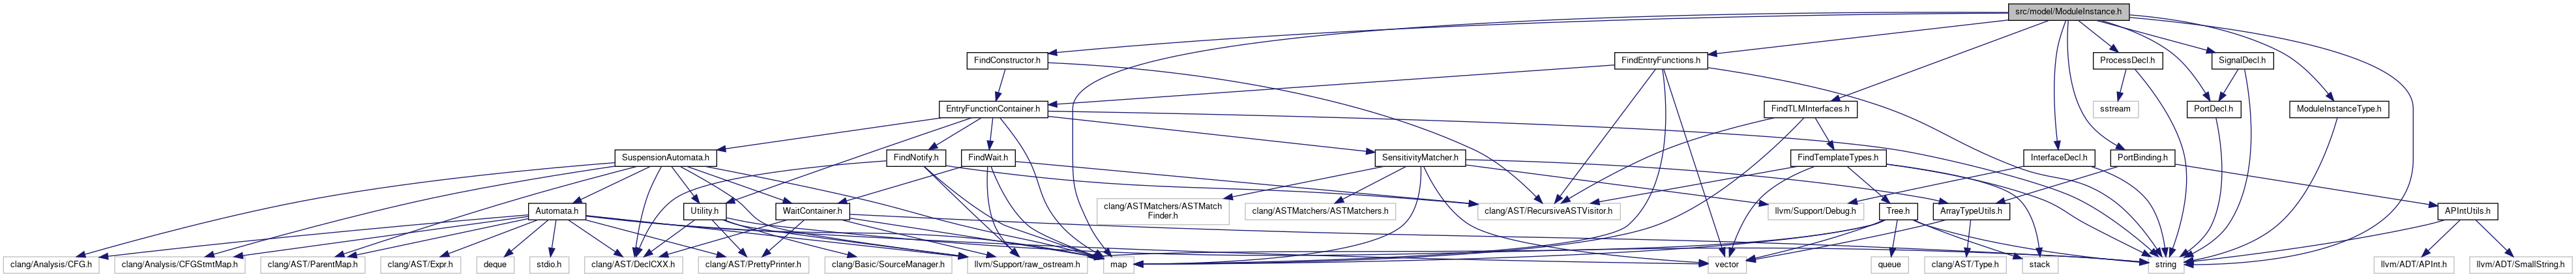 src/model/ModuleInstance.h
FindConstructor.h
FindEntryFunctions.h
ProcessDecl.h
SignalDecl.h
EntryFunctionContainer.h
FindTLMInterfaces.h
sstream
PortDecl.h
ModuleInstanceType.h
SuspensionAutomata.h
FindNotify.h
FindWait.h
SensitivityMatcher.h
FindTemplateTypes.h
InterfaceDecl.h
PortBinding.h
Automata.h
Utility.h
WaitContainer.h
clang/ASTMatchers/ASTMatch
Finder.h
clang/ASTMatchers/ASTMatchers.h
clang/AST/RecursiveASTVisitor.h
llvm/Support/Debug.h
Tree.h
ArrayTypeUtils.h
APIntUtils.h
clang/Analysis/CFG.h
clang/Analysis/CFGStmtMap.h
clang/AST/ParentMap.h
clang/AST/Expr.h
deque
stdio.h
clang/AST/DeclCXX.h
clang/AST/PrettyPrinter.h
clang/Basic/SourceManager.h
llvm/Support/raw_ostream.h
map
vector
queue
clang/AST/Type.h
stack
string
llvm/ADT/APInt.h
llvm/ADT/SmallString.h